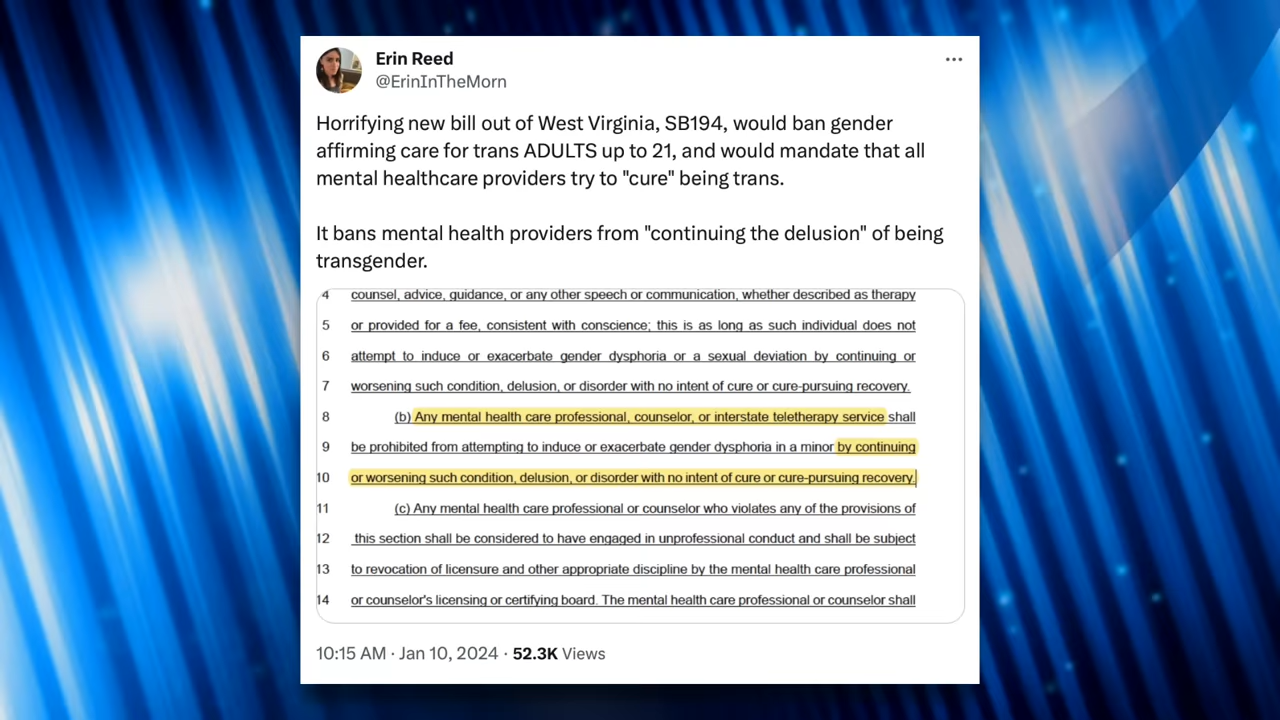 Erin Reed
@ErinInTheMorn
Horrifying new bill out of West Virginia, SB194, would ban gender
affirming care for trans ADULTS up to 21, and would mandate that all
mental healthcare providers try to "cure" being trans.
It bans mental health providers from "continuing the delusion" of being
transgender.
4 counsel, advice, guidance, or any other speech or communication, whether described as therapy
5 or provided for a fee, consistent with conscience; this is as long as such individual does not
6 attempt to induce or exacerbate gender dysphoria or a sexual deviation by continuing or
7 worsening such condition, delusion, or disorder with no intent of cure or cure-pursuing recovery.
8 (b) Any mental health care professional, counselor, or interstate teletherapy service shall
9 be prohibited from attempting to induce or exacerbate gender dysphoria in a minor by continuing
10 or worsening such condition, delusion, or disorder with no intent of cure or cure-pursuing recovery.
11 (c) Any mental health care professional or counselor who violates any of the provisions of
12 this section shall be considered to have engaged in unprofessional conduct and shall be subject
13 to revocation of licensure and other appropriate discipline by the mental health care professional
14 or counselor's licensing or certifying board. The mental health care professional or counselor shall
10:15 AM · Jan 10, 2024 · 52.3K Views